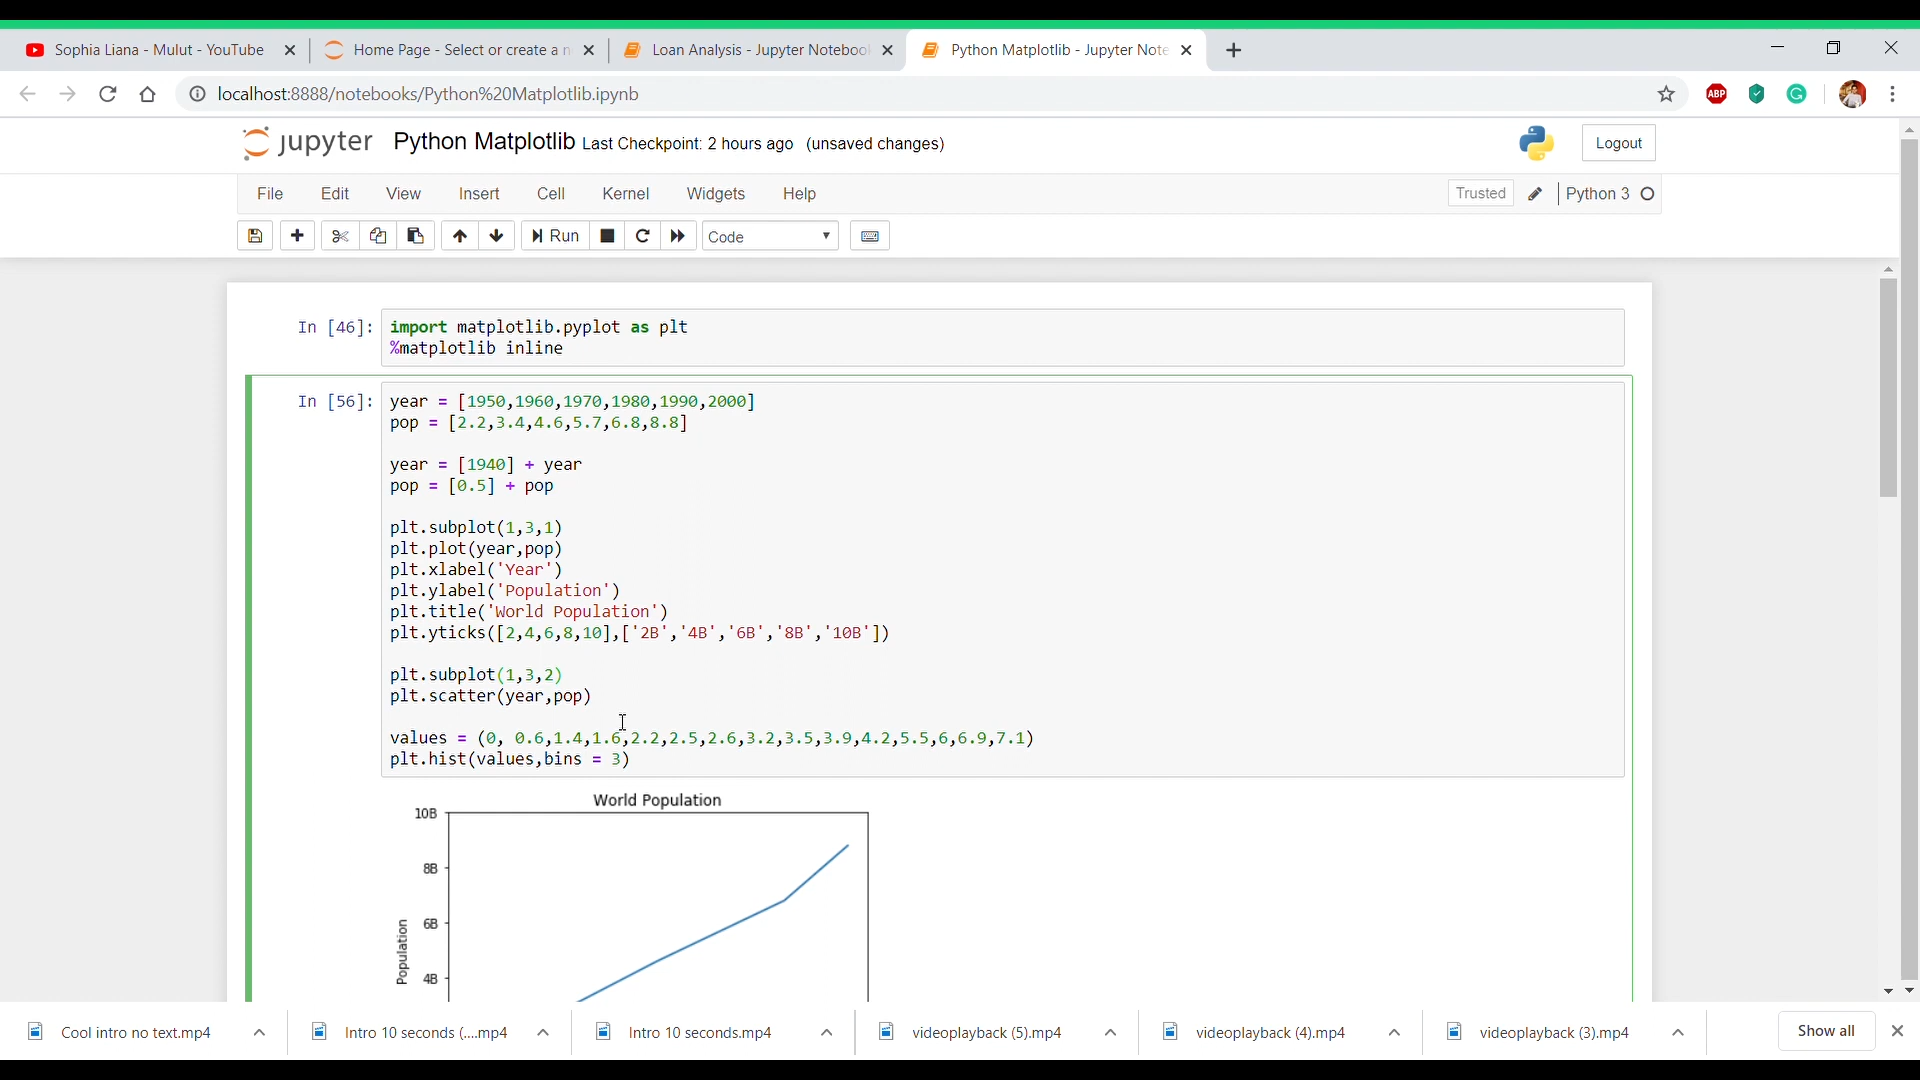 Sophia Liana - Mulut - YouTube
Home Page - Select or create a n
Loan Analysis - Jupyter Notebook
Python Matplotlib - Jupyter Note
localhost:8888/notebooks/Python%20Matplotlib.ipynb
ABP
jupyter Python Matplotlib Last Checkpoint: 2 hours ago (unsaved changes)
Logout
File Edit View Insert Cell Kernel Widgets Help
Trusted Python 3
Run Code
In [46]: import matplotlib.pyplot as plt
%matplotlib inline
In [56]: year = [1950,1960,1970,1980,1990,2000]
pop = [2.2,3.4,4.6,5.7,6.8,8.8]
year = [1940] + year
pop = [0.5] + pop
plt.subplot(1,3,1)
plt.plot(year,pop)
plt.xlabel('Year')
plt.ylabel('Population')
plt.title('World Population')
plt.yticks([2,4,6,8,10],['2B','4B','6B','8B','10B'])
plt.subplot(1,3,2)
plt.scatter(year,pop)
values = (0, 0.6,1.4,1.6,2.2,2.5,2.6,3.2,3.5,3.9,4.2,5.5,6,6.9,7.1)
plt.hist(values,bins = 3)
World Population
10B
8B
6B
Population
4B
Cool intro no text.mp4
Intro 10 seconds (....mp4
Intro 10 seconds.mp4
videoplayback (5).mp4
videoplayback (4).mp4
videoplayback (3).mp4
Show all